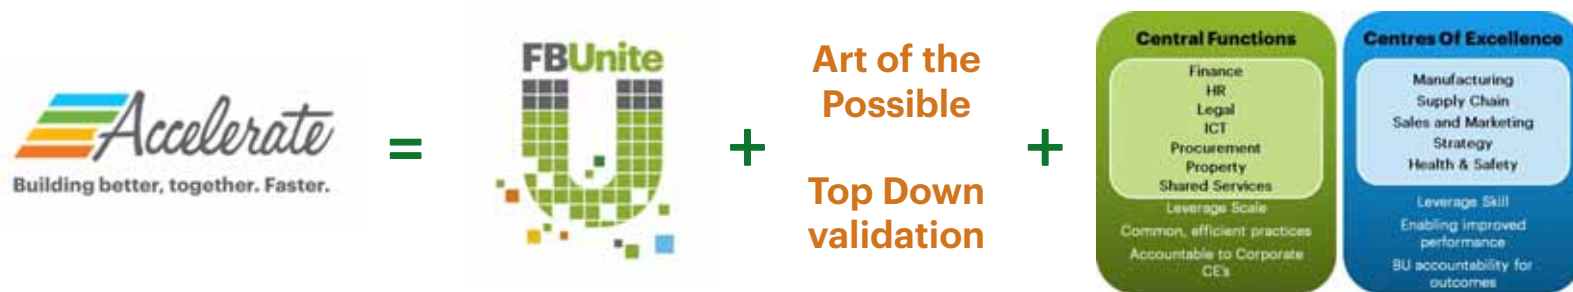 Accelerate
Building better, together. Faster.
=
FBUnite
U
+
Art of the
Possible
Top Down
validation
+
Central Functions
Finance
HR
Legal
ICT
Procurement
Property
Shared Services
Leverage Scale
Common, efficient practices
Accountable to Corporate
CE's
Centres Of Excellence
Manufacturing
Supply Chain
Sales and Marketing
Strategy
Health & Safety
Leverage Skill
Enabling improved
performance
BU accountability for
outcomes